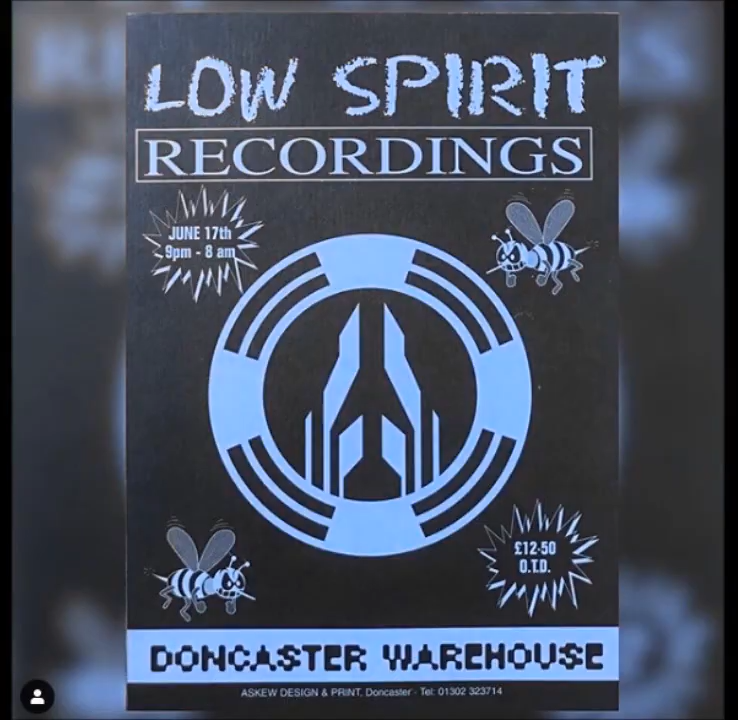 LOW SPIRIT
RECORDINGS
JUNE 17th
9pm - 8 am
£12-50
O.T.D.
DONCASTER WAREHOUSE
ASKEW DESIGN & PRINT, Doncaster · Tel: 01302 323714